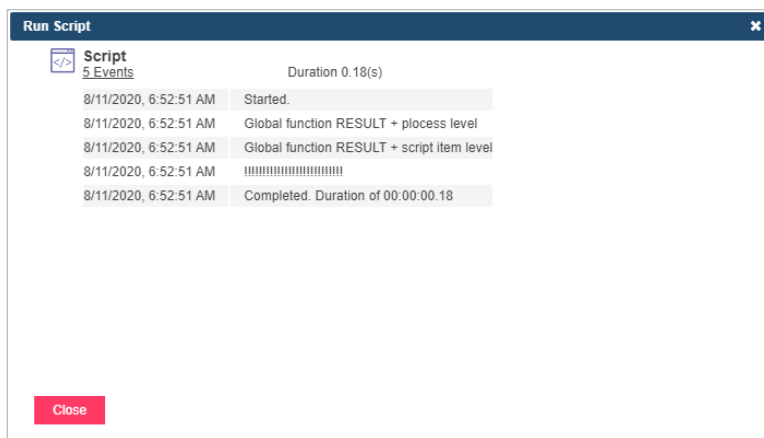 Run Script
Script
5 Events Duration 0.18(s)
8/11/2020, 6:52:51 AM Started.
8/11/2020, 6:52:51 AM Global function RESULT + plocess level
8/11/2020, 6:52:51 AM Global function RESULT + script item level
8/11/2020, 6:52:51 AM !!!!!!!!!!!!!!!!!!!!!!!!!!!
8/11/2020, 6:52:51 AM Completed. Duration of 00:00:00.18
Close